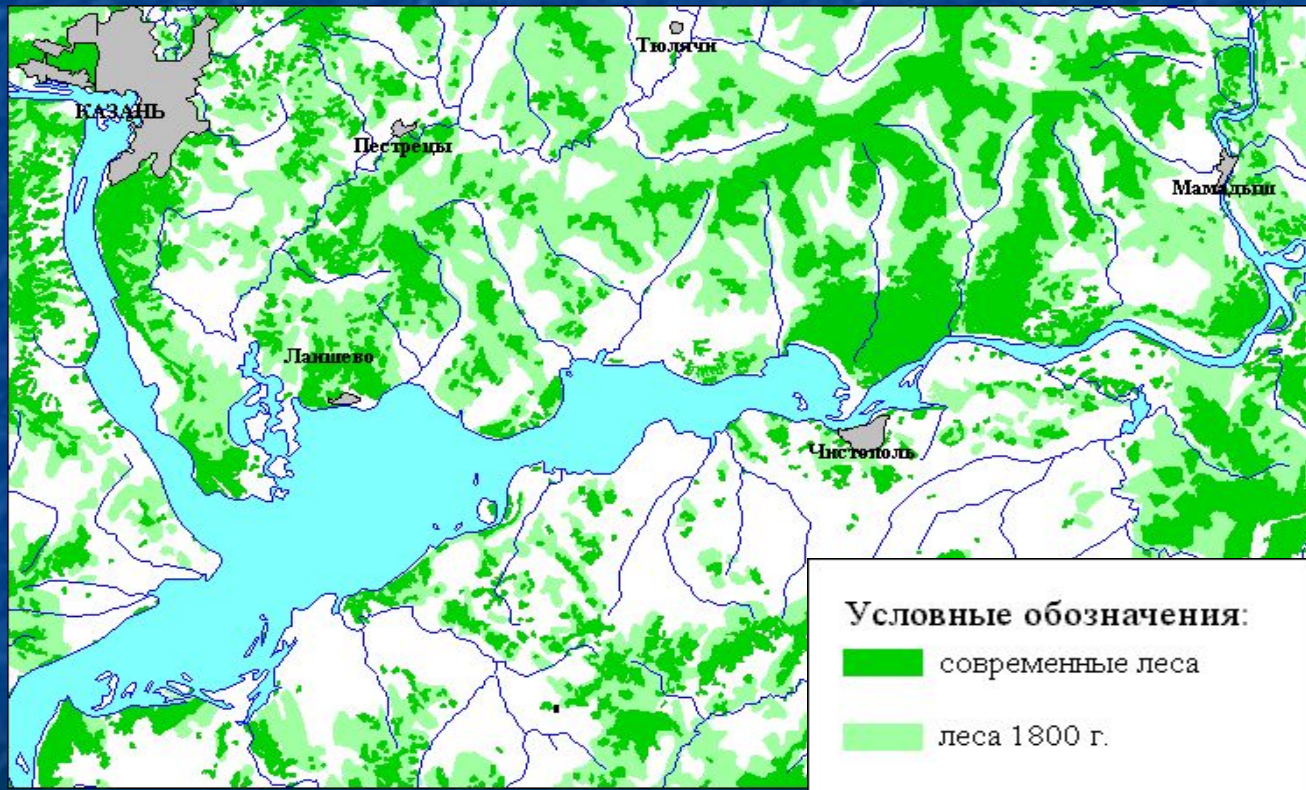 Тюлячи
КАЗАНЬ
Пестрецы
Мамадыш
Лаишево
Чистополь
Условные обозначения:
современные леса
леса 1800 г.